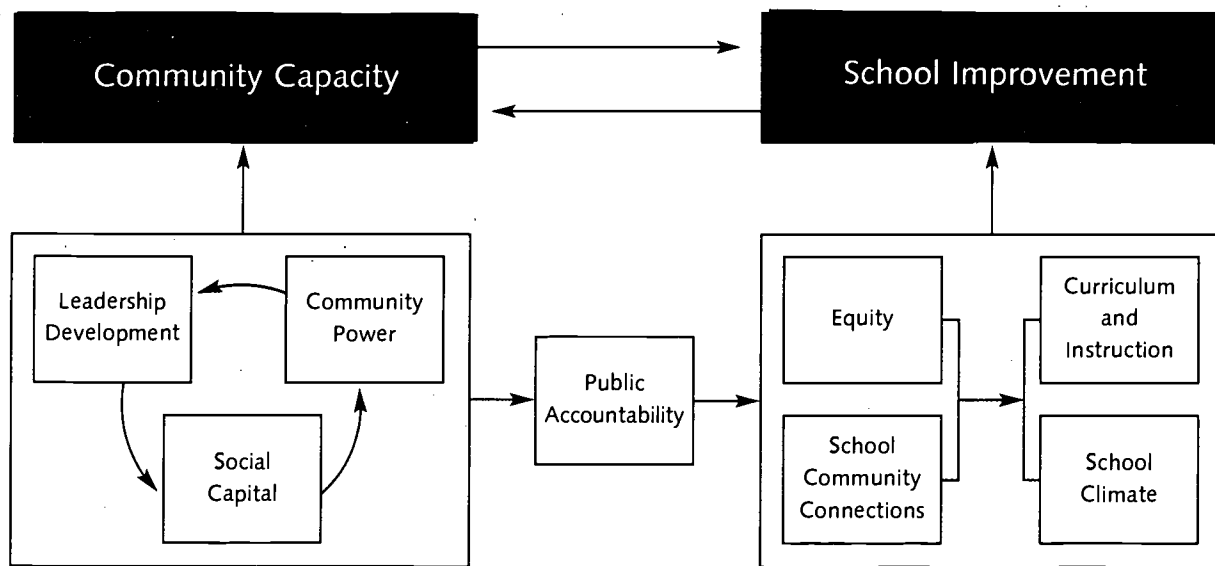 Community Capacity
School Improvement
Leadership
Development
Community
Power
Social
Capital
Public
Accountability
Equity
School
Community
Connections
Curriculum
and
Instruction
School
Climate